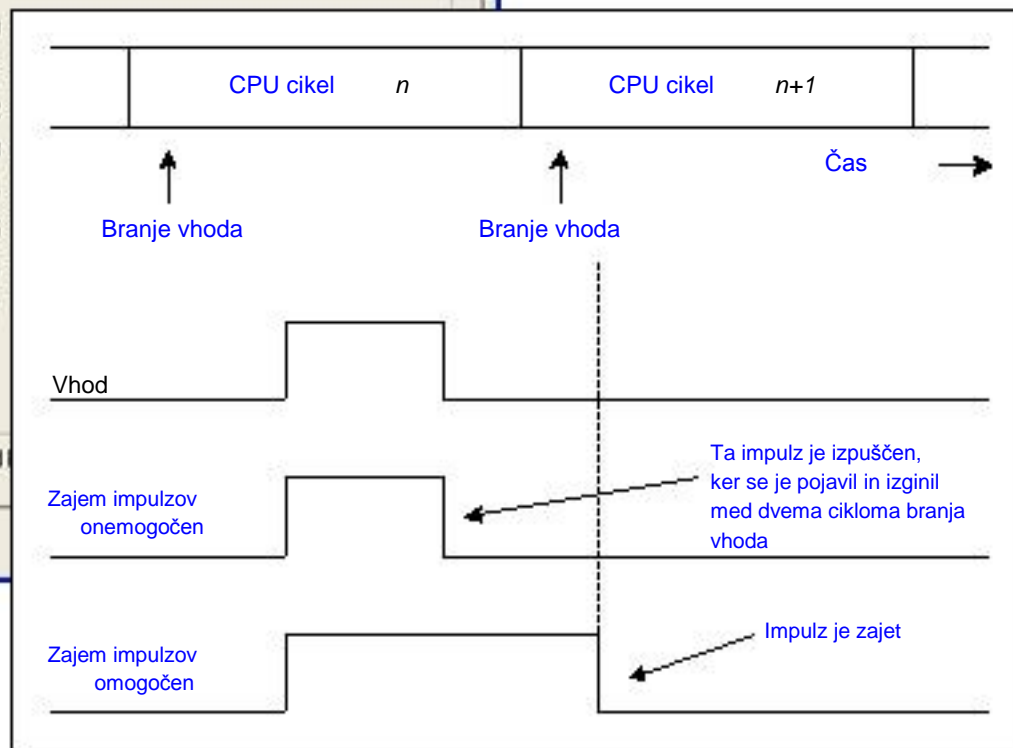 CPU cikel n
CPU cikel n+1
Čas
Branje vhoda
Branje vhoda
Vhod
Zajem impulzov
onemogočen
Ta impulz je izpuščen,
ker se je pojavil in izginil
med dvema cikloma branja
vhoda
Zajem impulzov
omogočen
Impulz je zajet